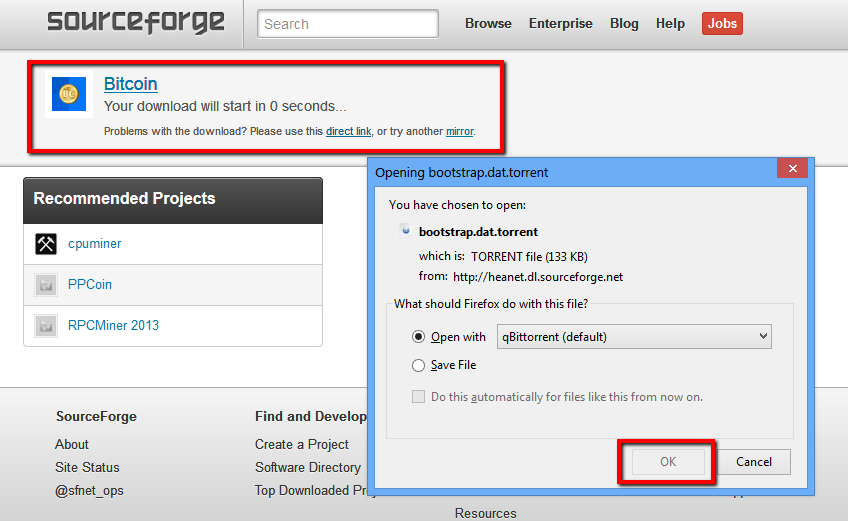 sourceforge
Search
Browse Enterprise Blog Help Jobs
BC
Bitcoin
Your download will start in 0 seconds...
Problems with the download? Please use this direct link, or try another mirror.
Recommended Projects
cpuminer
PPCoin
RPCMiner 2013
Opening bootstrap.dat.torrent
You have chosen to open:
bootstrap.dat.torrent
which is: TORRENT file (133 KB)
from: http://heanet.dl.sourceforge.net
What should Firefox do with this file?
Open with qBittorrent (default)
Save File
Do this automatically for files like this from now on.
OK Cancel
SourceForge
About
Site Status
@sfnet_ops
Find and Develop
Create a Project
Software Directory
Top Downloaded
Resources